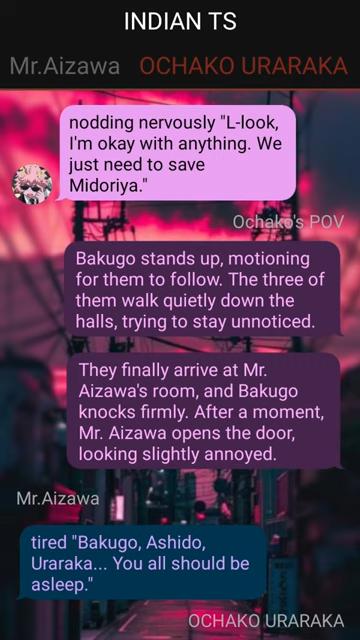 INDIAN TS
Mr.Aizawa OCHAKO URARAKA
nodding nervously "L-look,
I'm okay with anything. We
just need to save
Midoriya."
Ochako's POV
Bakugo stands up, motioning
for them to follow. The three of
them walk quietly down the
halls, trying to stay unnoticed.
They finally arrive at Mr.
Aizawa's room, and Bakugo
knocks firmly. After a moment,
Mr. Aizawa opens the door,
looking slightly annoyed.
Mr.Aizawa
tired "Bakugo, Ashido,
Uraraka... You all should be
asleep."
OCHAKO URARAKA